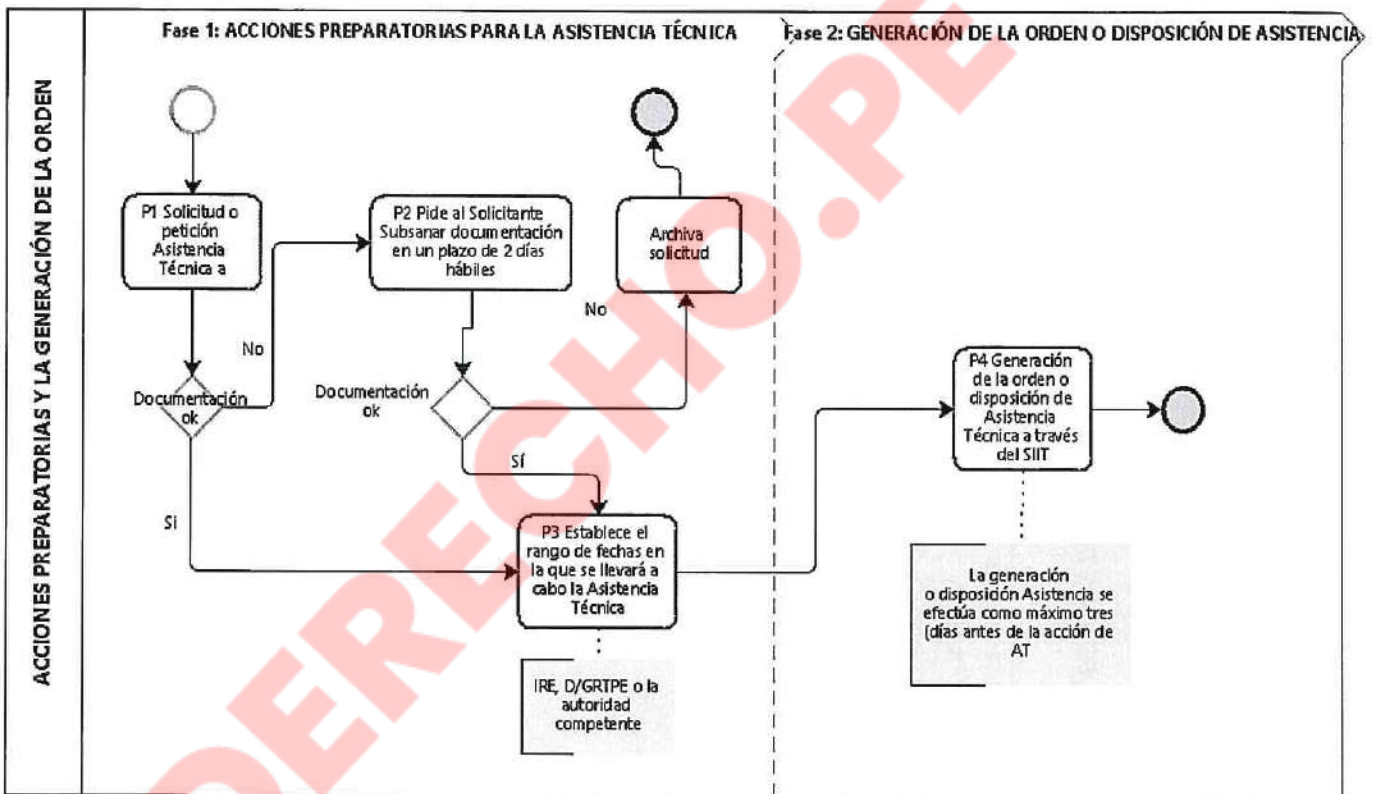 ACCIONES PREPARATORIAS Y LA GENERACIÓN DE LA ORDEN
Fase 1: ACCIONES PREPARATORIAS PARA LA ASISTENCIA TÉCNICA
Fase 2: GENERACIÓN DE LA ORDEN O DISPOSICIÓN DE ASISTENCIA
P1 Solicitud o
petición
Asistencia
Técnica a
P2 Pide al Solicitante
Subsanar documentación
en un plazo de 2 días
hábiles
Archiva
solicitud
No
No
Documentación
ok
Documentación
ok
Sí
Si
P3 Establece el
rango de fechas en
la que se llevará a
cabo la Asistencia
Técnica
IRE, D/GRTPE o la
autoridad
competente
P4 Generación
de la orden o
disposición de
Asistencia
Técnica a través
del SIIT
La generación
o disposición Asistencia se
efectúa como máximo tres
(días antes de la acción de
AT
DERECHO.PE